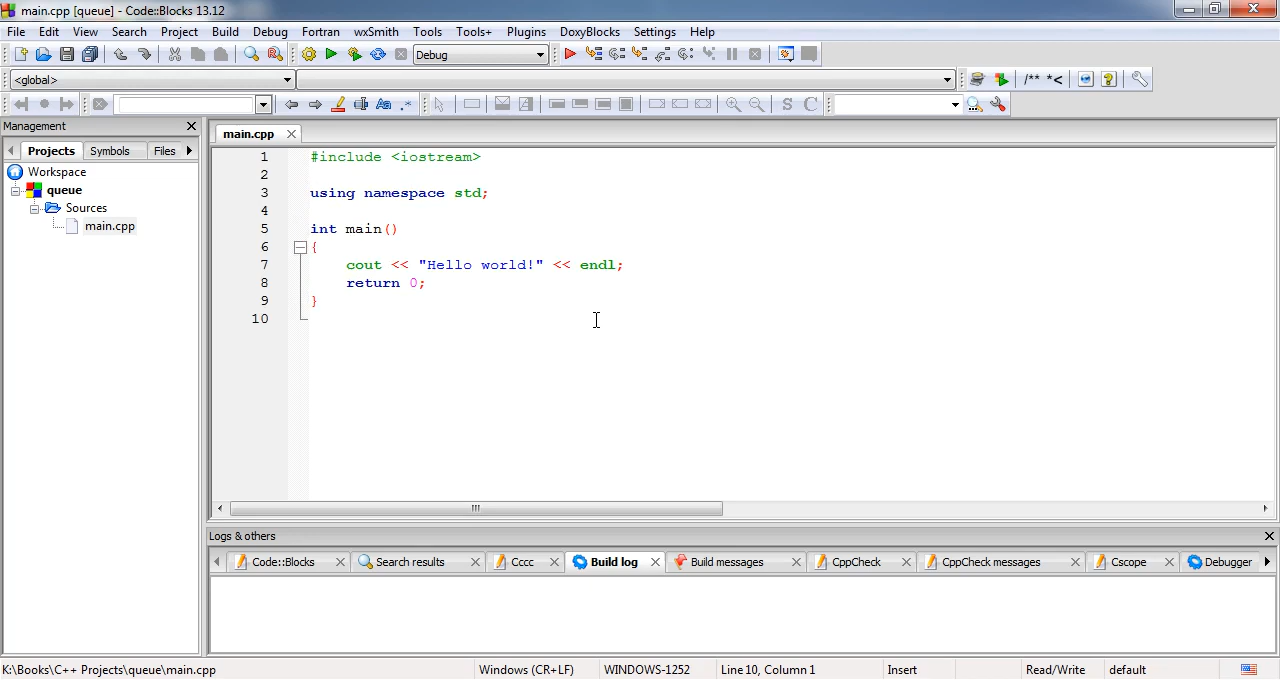 main.cpp [queue] - Code::Blocks 13.12
File Edit View Search Project Build Debug Fortran wxSmith Tools Tools+ Plugins DoxyBlocks Settings Help
Debug
<global>
/** *<
Aa .*
S C
Management
Projects Symbols Files
main.cpp
Workspace
queue
Sources
main.cpp
1 #include <iostream>
2
3 using namespace std;
4
5 int main()
6 {
7 cout << "Hello world!" << endl;
8 return 0;
9 }
10
Logs & others
Code::Blocks Search results Cccc Build log Build messages CppCheck CppCheck messages Cscope Debugger
K:\Books\C++ Projects\queue\main.cpp Windows (CR+LF) WINDOWS-1252 Line 10, Column 1 Insert Read/Write default